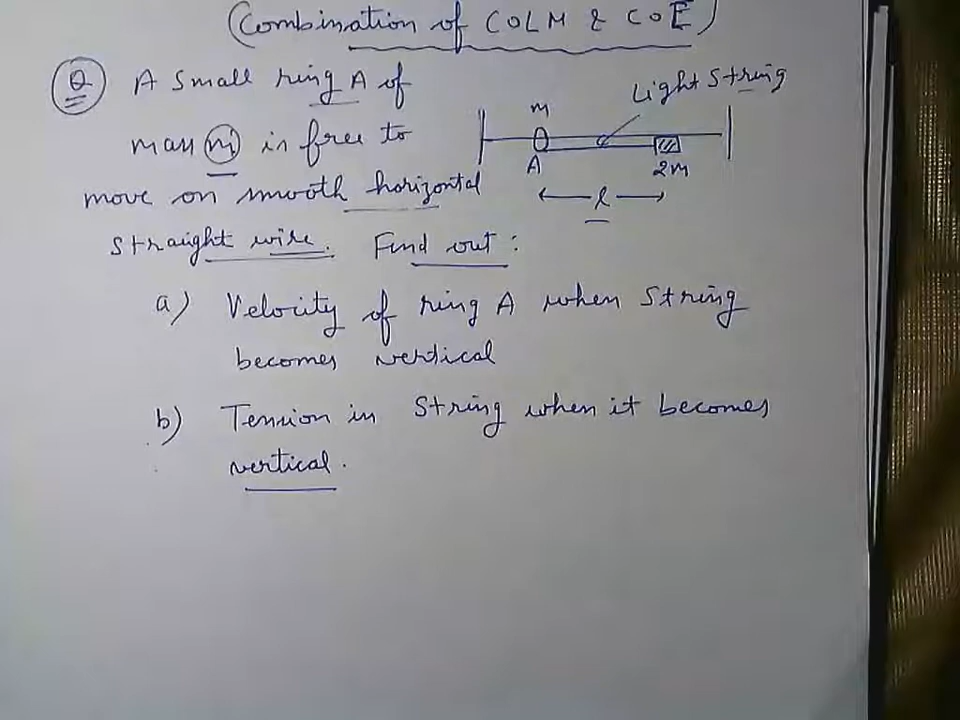 (Combination of COLM & COE)
Q A small ring A of
mass m is free to
move on smooth horizontal
straight wire. Find out :
Light String
m
A
2m
l
a) Velocity of ring A when String
becomes vertical
b) Tension in String when it becomes
vertical.